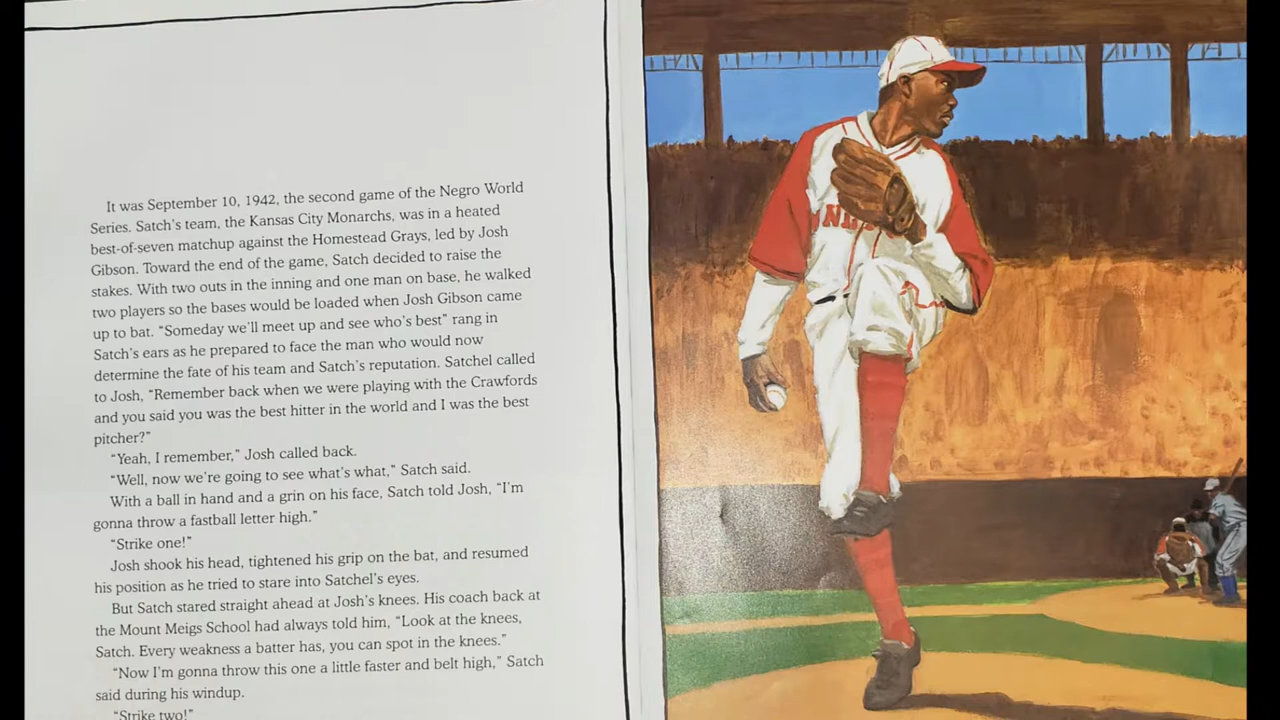 It was September 10, 1942, the second game of the Negro World
Series. Satch's team, the Kansas City Monarchs, was in a heated
best-of-seven matchup against the Homestead Grays, led by Josh
Gibson. Toward the end of the game, Satch decided to raise the
stakes. With two outs in the inning and one man on base, he walked
two players so the bases would be loaded when Josh Gibson came
up to bat. “Someday we'll meet up and see who's best” rang in
Satch's ears as he prepared to face the man who would now
determine the fate of his team and Satch's reputation. Satchel called
to Josh, “Remember back when we were playing with the Crawfords
and you said you was the best hitter in the world and I was the best
pitcher?”
“Yeah, I remember,” Josh called back.
“Well, now we're going to see what's what,” Satch said.
With a ball in hand and a grin on his face, Satch told Josh, “I'm
gonna throw a fastball letter high.”
“Strike one!”
Josh shook his head, tightened his grip on the bat, and resumed
his position as he tried to stare into Satchel's eyes.
But Satch stared straight ahead at Josh's knees. His coach back at
the Mount Meigs School had always told him, “Look at the knees,
Satch. Every weakness a batter has, you can spot in the knees.”
“Now I'm gonna throw this one a little faster and belt high,” Satch
said during his windup.
“Strike two!”